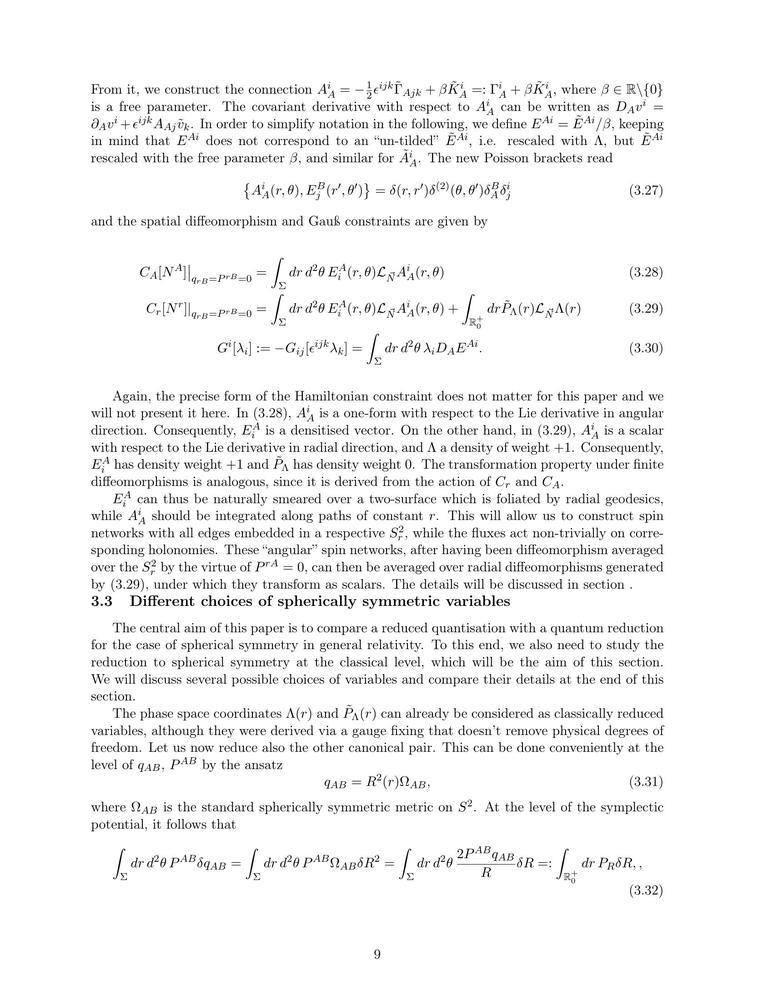 From it, we construct the connection $A^i_A = -\frac{1}{2}\epsilon^{ijk}\tilde{\Gamma}_{Ajk} + \beta\tilde{K}^i_A =: \Gamma^i_A + \beta\tilde{K}^i_A$, where $\beta \in \mathbb{R}\backslash\{0\}$
is a free parameter. The covariant derivative with respect to $A^i_A$ can be written as $D_A v^i =$
$\partial_A v^i + \epsilon^{ijk} A_{Aj}\tilde{v}_k$. In order to simplify notation in the following, we define $E^{Ai} = \tilde{E}^{Ai}/\beta$, keeping
in mind that $E^{Ai}$ does not correspond to an “un-tilded” $\tilde{E}^{Ai}$, i.e. rescaled with Λ, but $\tilde{E}^{Ai}$
rescaled with the free parameter $\beta$, and similar for $\tilde{A}^i_A$. The new Poisson brackets read
$\left\{A^i_A(r,\theta), E^B_j(r',\theta')\right\} = \delta(r,r')\delta^{(2)}(\theta,\theta')\delta^B_A\delta^i_j$ (3.27)
and the spatial diffeomorphism and Gauß constraints are given by
$C_A[N^A]\big|_{q_{rB}=P^{rB}=0} = \int_\Sigma dr\, d^2\theta\, E^A_i(r,\theta)\mathcal{L}_{\vec{N}}A^i_A(r,\theta)$ (3.28)
$C_r[N^r]|_{q_{rB}=P^{rB}=0} = \int_\Sigma dr\, d^2\theta\, E^A_i(r,\theta)\mathcal{L}_{\vec{N}}A^i_A(r,\theta) + \int_{\mathbb{R}^+_0} dr \tilde{P}_\Lambda(r)\mathcal{L}_{\vec{N}}\Lambda(r)$ (3.29)
$G^i[\lambda_i] := -G_{ij}[\epsilon^{ijk}\lambda_k] = \int_\Sigma dr\, d^2\theta\, \lambda_i D_A E^{Ai}.$ (3.30)
Again, the precise form of the Hamiltonian constraint does not matter for this paper and we
will not present it here. In (3.28), $A^i_A$ is a one-form with respect to the Lie derivative in angular
direction. Consequently, $E^A_i$ is a densitised vector. On the other hand, in (3.29), $A^i_A$ is a scalar
with respect to the Lie derivative in radial direction, and Λ a density of weight +1. Consequently,
$E^A_i$ has density weight +1 and $\tilde{P}_\Lambda$ has density weight 0. The transformation property under finite
diffeomorphisms is analogous, since it is derived from the action of $C_r$ and $C_A$.
$E^A_i$ can thus be naturally smeared over a two-surface which is foliated by radial geodesics,
while $A^i_A$ should be integrated along paths of constant $r$. This will allow us to construct spin
networks with all edges embedded in a respective $S^2_r$, while the fluxes act non-trivially on corre-
sponding holonomies. These “angular” spin networks, after having been diffeomorphism averaged
over the $S^2_r$ by the virtue of $P^{rA} = 0$, can then be averaged over radial diffeomorphisms generated
by (3.29), under which they transform as scalars. The details will be discussed in section .
3.3 Different choices of spherically symmetric variables
The central aim of this paper is to compare a reduced quantisation with a quantum reduction
for the case of spherical symmetry in general relativity. To this end, we also need to study the
reduction to spherical symmetry at the classical level, which will be the aim of this section.
We will discuss several possible choices of variables and compare their details at the end of this
section.
The phase space coordinates $\Lambda(r)$ and $\tilde{P}_\Lambda(r)$ can already be considered as classically reduced
variables, although they were derived via a gauge fixing that doesn’t remove physical degrees of
freedom. Let us now reduce also the other canonical pair. This can be done conveniently at the
level of $q_{AB}$, $P^{AB}$ by the ansatz
$q_{AB} = R^2(r)\Omega_{AB},$ (3.31)
where $\Omega_{AB}$ is the standard spherically symmetric metric on $S^2$. At the level of the symplectic
potential, it follows that
$\int_\Sigma dr\, d^2\theta\, P^{AB}\delta q_{AB} = \int_\Sigma dr\, d^2\theta\, P^{AB}\Omega_{AB}\delta R^2 = \int_\Sigma dr\, d^2\theta\, \frac{2P^{AB}q_{AB}}{R}\delta R =: \int_{\mathbb{R}^+_0} dr\, P_R\delta R,,$
(3.32)
9